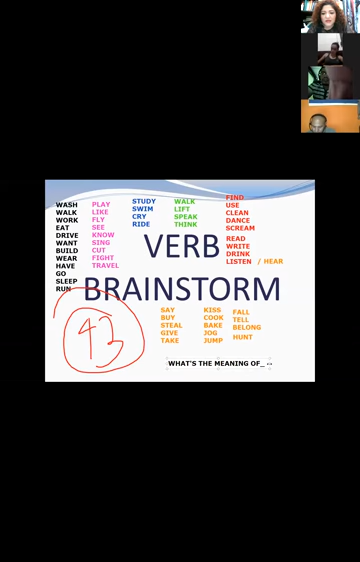 WASH
WALK
WORK
EAT
DRIVE
WANT
BUILD
WEAR
HAVE
GO
SLEEP
RUN
PLAY
LIKE
FLY
SEE
KNOW
SING
CUT
FIGHT
TRAVEL
STUDY
SWIM
CRY
RIDE
WALK
LIFT
SPEAK
THINK
FIND
USE
CLEAN
DANCE
SCREAM
READ
WRITE
DRINK
LISTEN / HEAR
VERB
BRAINSTORM
43
SAY
BUY
STEAL
GIVE
TAKE
KISS
COOK
BAKE
JOG
JUMP
FALL
TELL
BELONG
HUNT
WHAT'S THE MEANING OF_